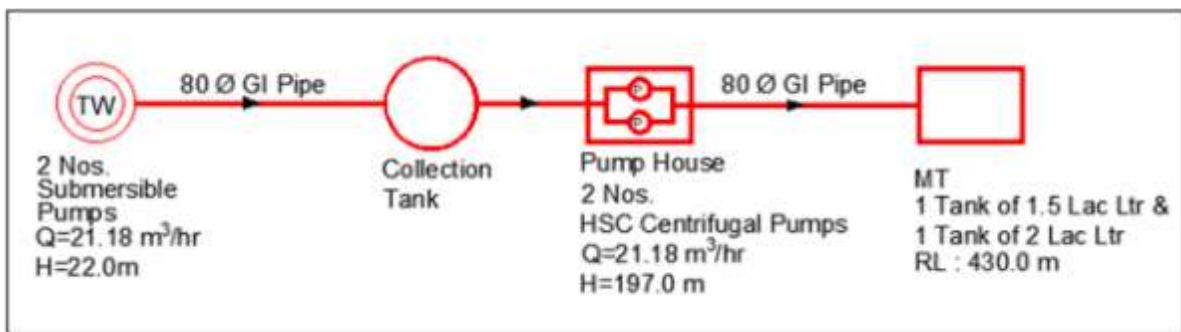 TW
80 Ø GI Pipe
2 Nos.
Submersible
Pumps
Q=21.18 m³/hr
H=22.0m
Collection
Tank
P
P
Pump House
2 Nos.
HSC Centrifugal Pumps
Q=21.18 m³/hr
H=197.0 m
80 Ø GI Pipe
MT
1 Tank of 1.5 Lac Ltr &
1 Tank of 2 Lac Ltr
RL : 430.0 m